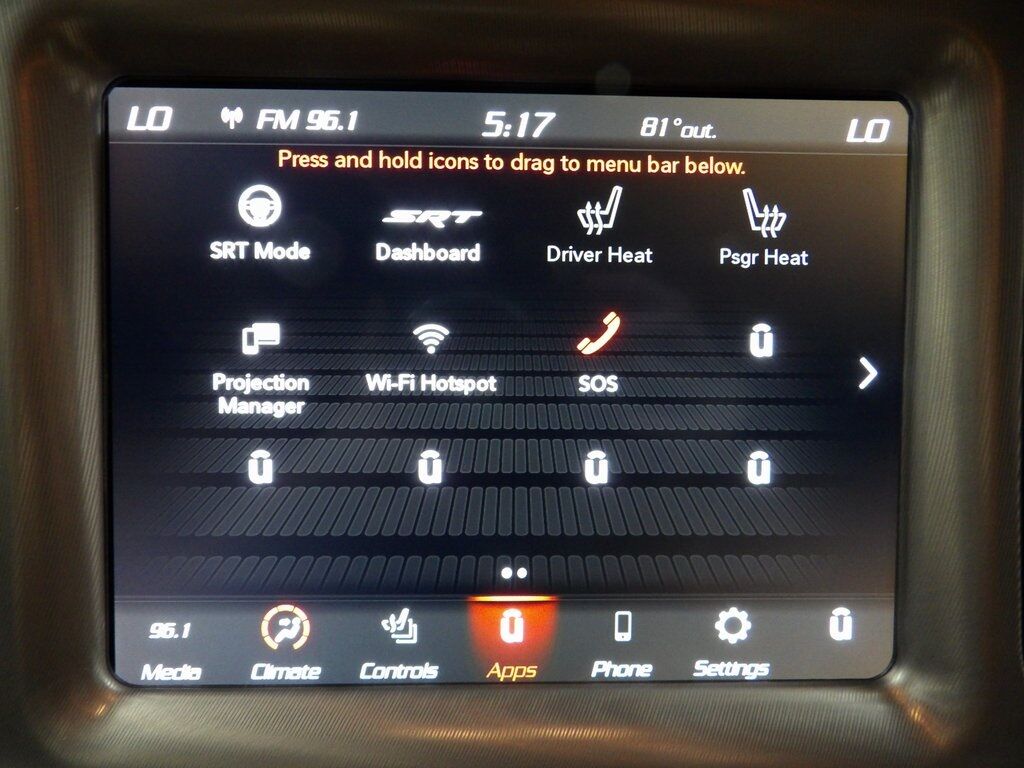 LO FM 96.1 5:17 81° out. LO
Press and hold icons to drag to menu bar below.
SRT
SRT Mode Dashboard Driver Heat Psgr Heat
Projection Wi-Fi Hotspot SOS
Manager
96.1
Media Climate Controls Apps Phone Settings